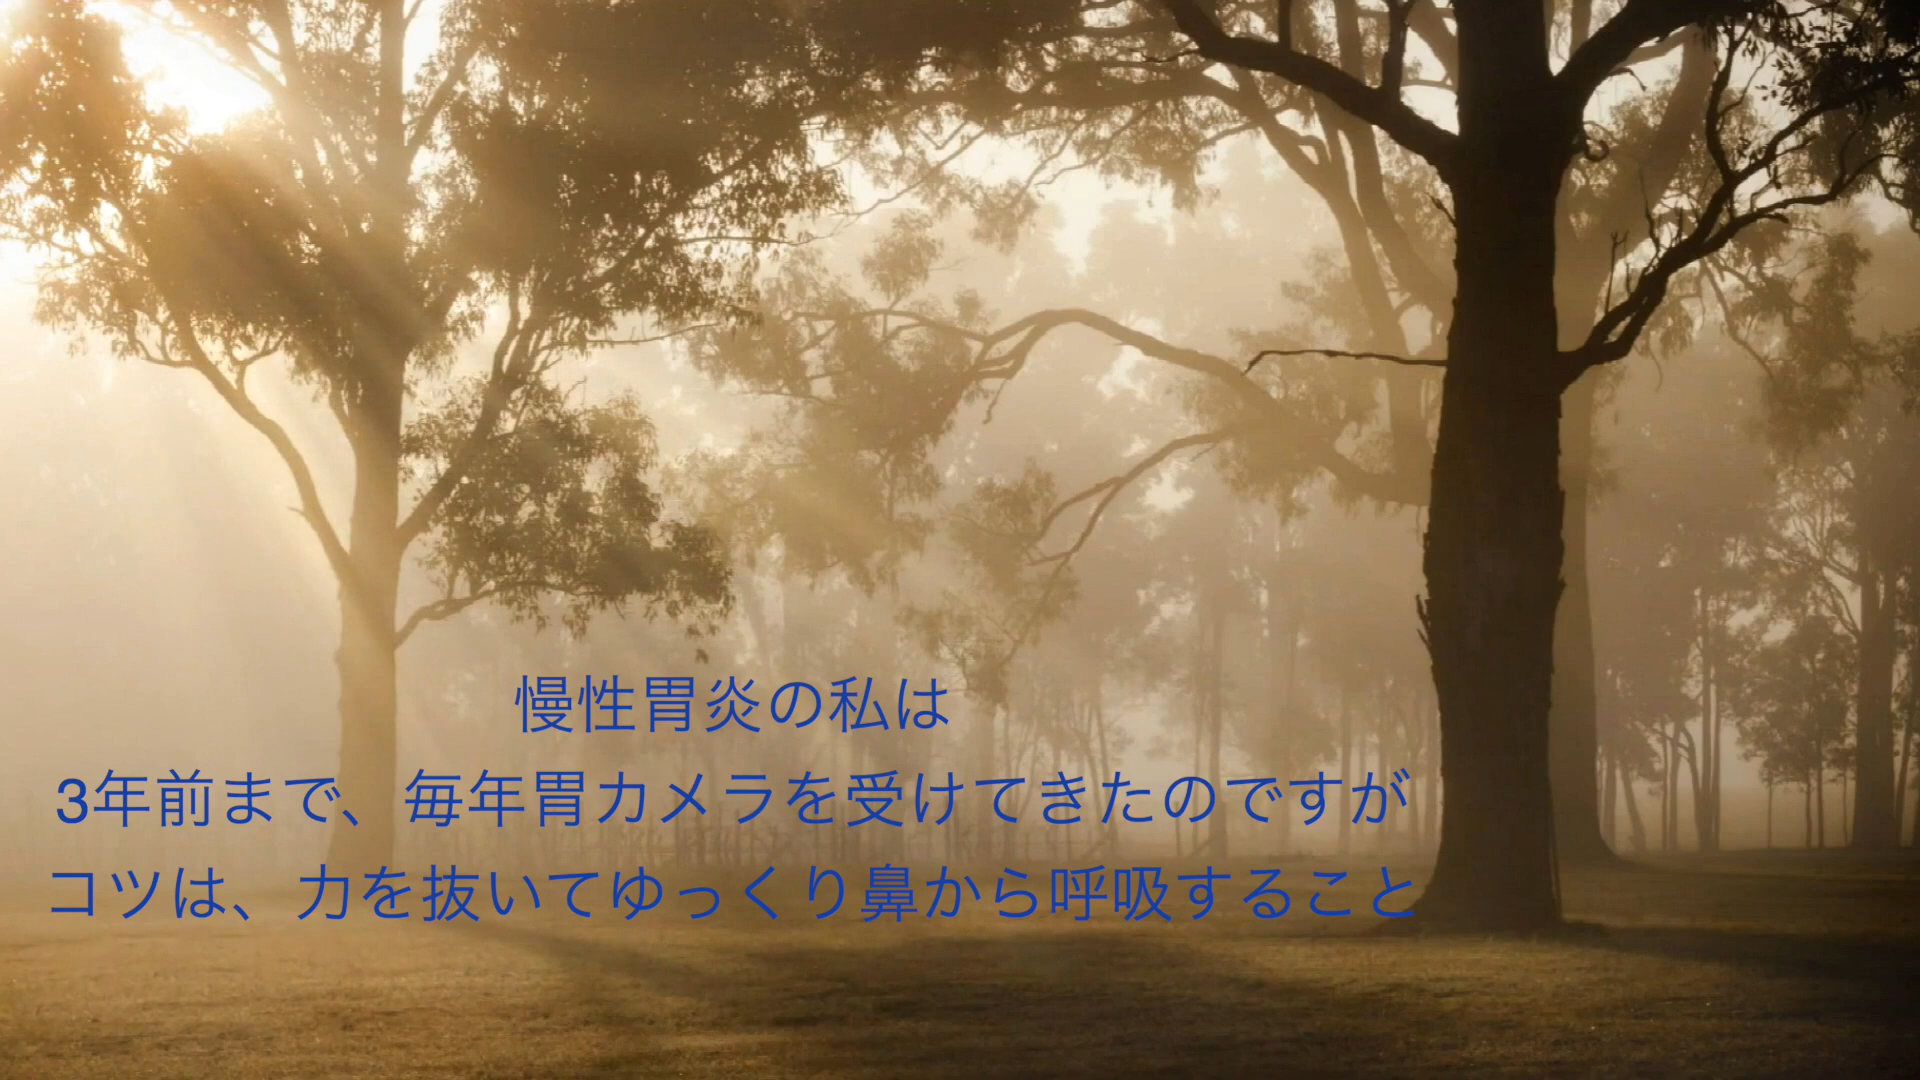 慢性胃炎の私は
3年前まで、毎年胃カメラを受けてきたのですが
コツは、力を抜いてゆっくり鼻から呼吸すること